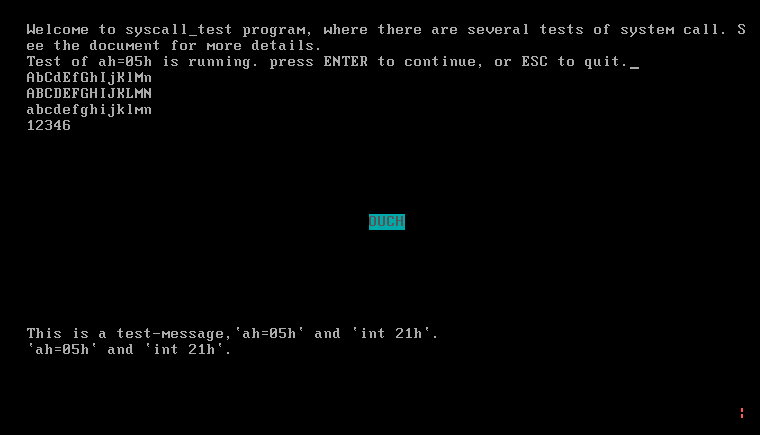 Welcome to syscall_test program, where there are several tests of system call. S
ee the document for more details.
Test of ah=05h is running. press ENTER to continue, or ESC to quit._
AbCdEfGhIjKlMn
ABCDEFGHIJKLMN
abcdefghijklmn
12346
OUCH
This is a test-message,`ah=05h` and `int 21h`.
`ah=05h` and `int 21h`.
¦